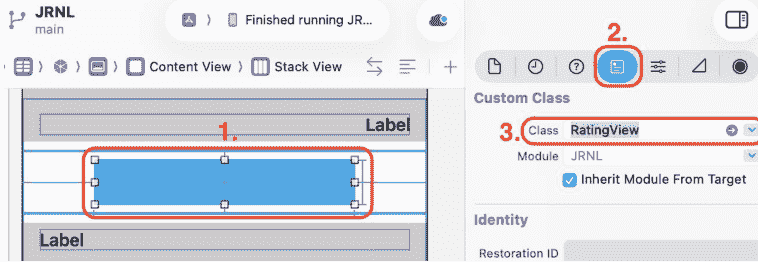 JRNL
main
Finished running JR...
Content View
Stack View
Label
1.
Label
2.
Custom Class
3.
Class RatingView
Module JRNL
Inherit Module From Target
Identity
Restoration ID